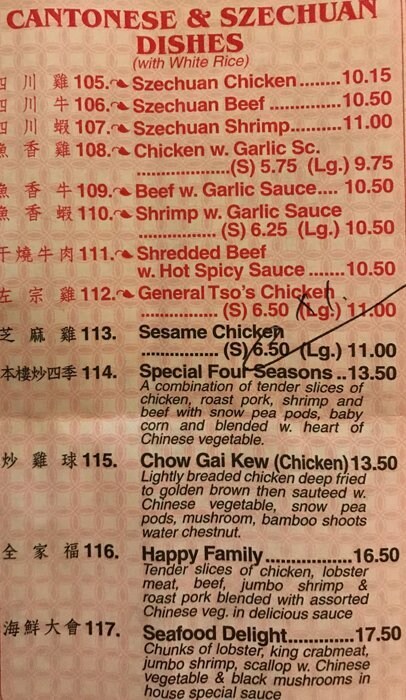 CANTONESE & SZECHUAN
DISHES
(with White Rice)
四川雞 105. Szechuan Chicken........10.15
四川牛 106. Szechuan Beef ............10.50
四川蝦 107. Szechuan Shrimp..........11.00
魚香雞 108. Chicken w. Garlic Sc.
....................(S) 5.75 (Lg.) 9.75
魚香牛 109. Beef w. Garlic Sauce.... 10.50
魚香蝦 110. Shrimp w. Garlic Sauce
..................(S) 6.25 (Lg.) 10.50
干燒牛肉 111. Shredded Beef
w. Hot Spicy Sauce .......10.50
左宗雞 112. General Tso's Chicken
..................(S) 6.50 (Lg.) 11.00
芝麻雞 113. Sesame Chicken
..................(S) 6.50 (Lg.) 11.00
本樓炒四季 114. Special Four Seasons ..13.50
A combination of tender slices of
chicken, roast pork, shrimp and
beef with snow pea pods, baby
corn and blended w. heart of
Chinese vegetable.
炒雞球 115. Chow Gai Kew (Chicken) 13.50
Lightly breaded chicken deep fried
to golden brown then sauteed w.
Chinese vegetable, snow pea
pods, mushroom, bamboo shoots
water chestnut.
全家福 116. Happy Family................16.50
Tender slices of chicken, lobster
meat, beef, jumbo shrimp &
roast pork blended with assorted
Chinese veg. in delicious sauce
海鮮大會 117. Seafood Delight.............17.50
Chunks of lobster, king crabmeat,
jumbo shrimp, scallop w. Chinese
vegetable & black mushrooms in
house special sauce